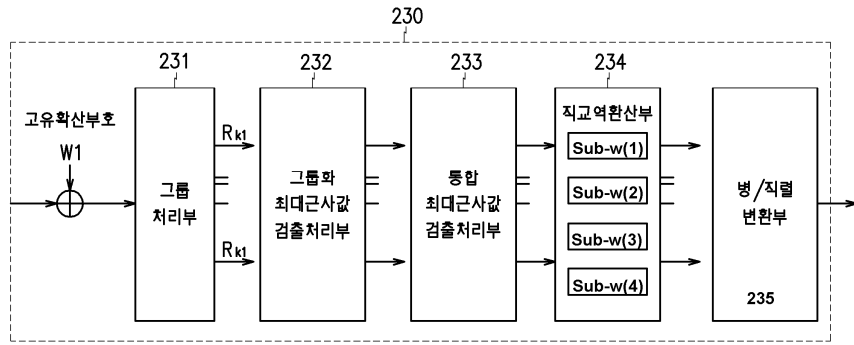 230
231
232
233
234
고유확산부호
W1
그룹
처리부
Rk1
Rk1
그룹화
최대근사값
검출처리부
통합
최대근사값
검출처리부
직교역환산부
Sub-w(1)
Sub-w(2)
Sub-w(3)
Sub-w(4)
병/직렬
변환부
235